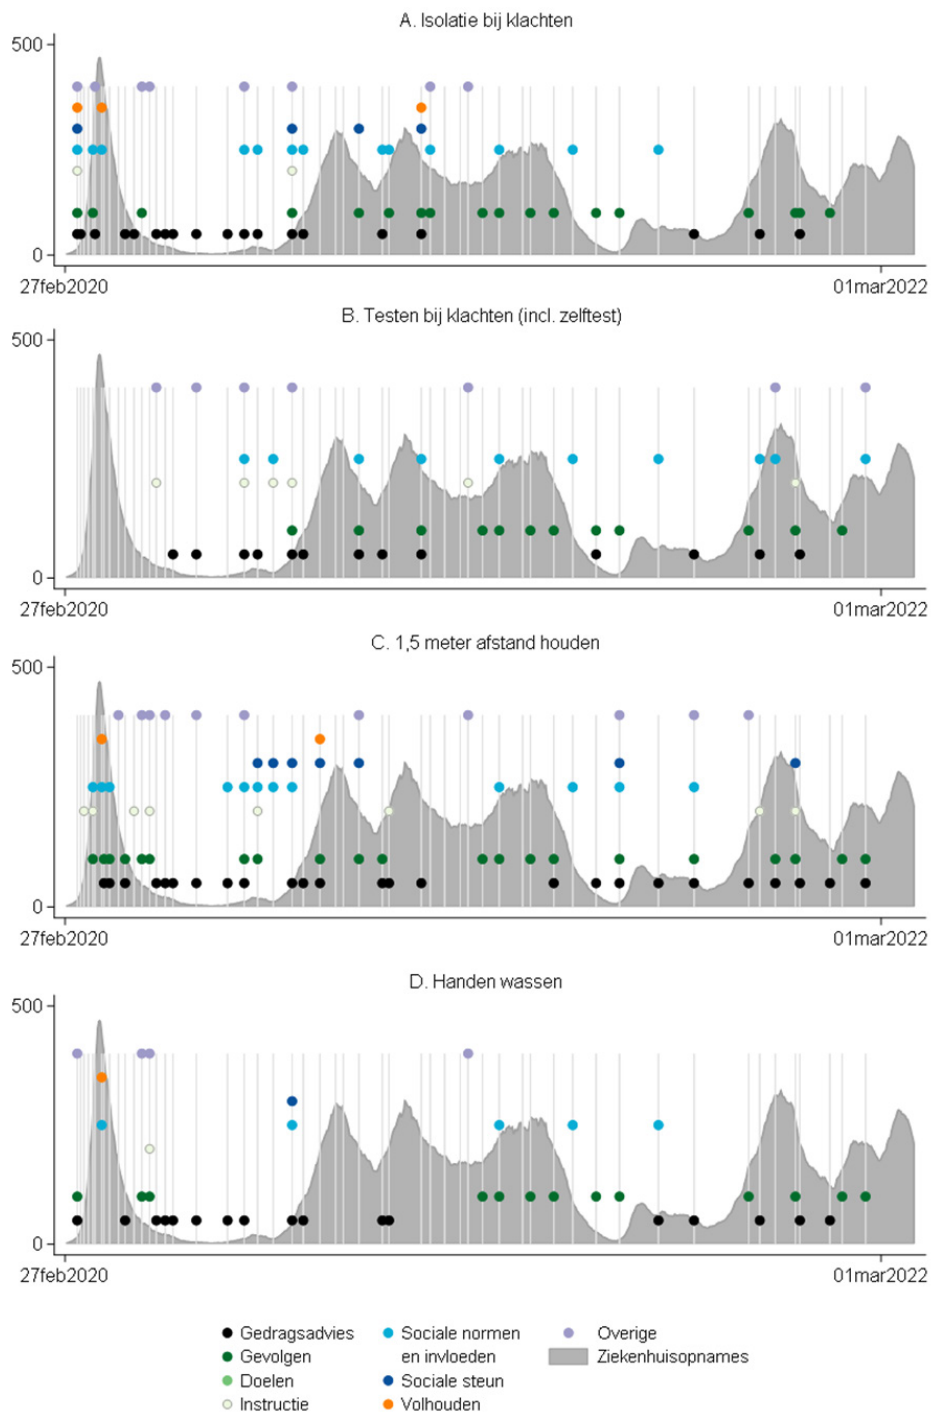 A. Isolatie bij klachten
500
0
27feb2020 01mar2022
B. Testen bij klachten (incl. zelftest)
500
0
27feb2020 01mar2022
C. 1,5 meter afstand houden
500
0
27feb2020 01mar2022
D. Handen wassen
500
0
27feb2020 01mar2022
Gedragsadvies
Gevolgen
Doelen
Instructie
Sociale normen
en invloeden
Sociale steun
Volhouden
Overige
Ziekenhuisopnames